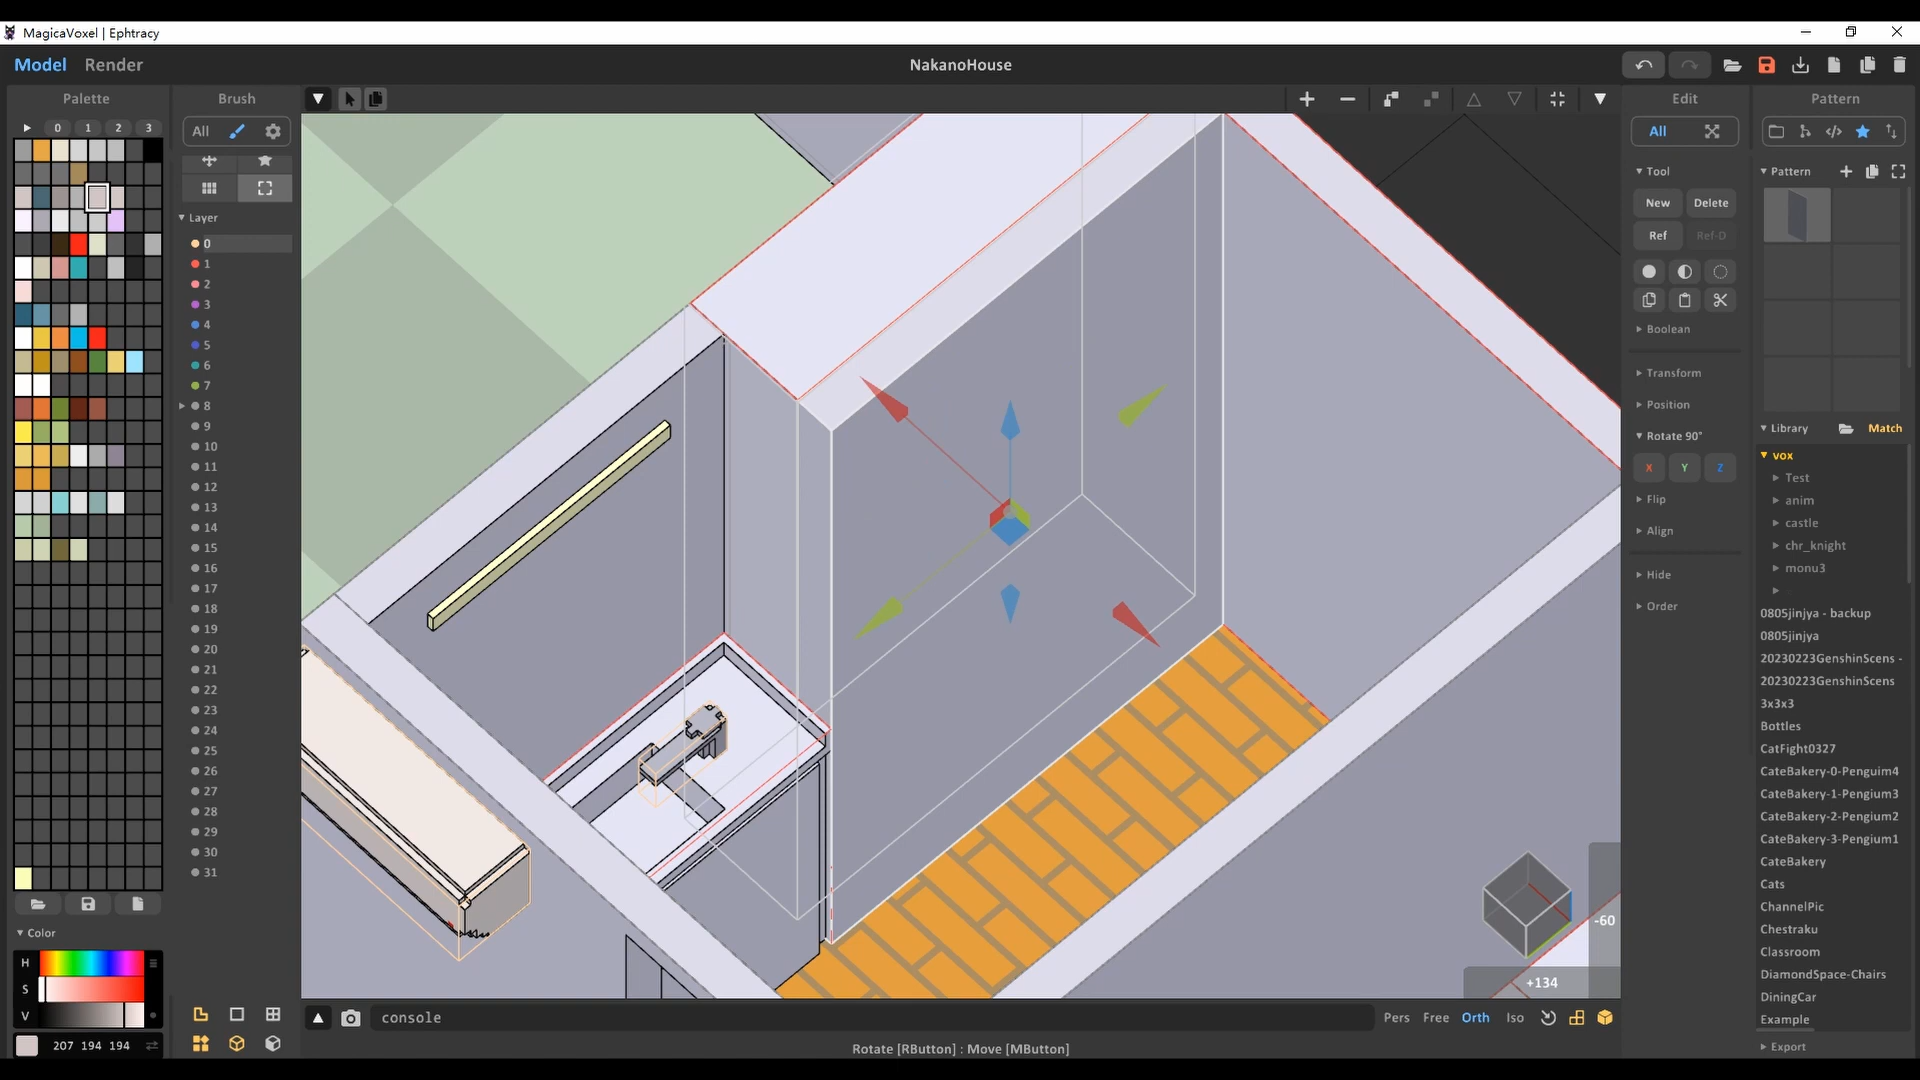 MagicaVoxel | Ephtracy
Model Render
NakanoHouse
Palette
Brush
Edit
Pattern
0 1 2 3
All
All
Tool
Pattern
New Delete
Ref Ref-D
Layer
0
1
2
3
4
5
6
7
8
9
10
11
12
13
14
15
16
17
18
19
20
21
22
23
24
25
26
27
28
29
30
31
Boolean
Transform
Position
Rotate 90°
X Y Z
Flip
Align
Hide
Order
Library Match
vox
Test
anim
castle
chr_knight
monu3
0805jinjya - backup
0805jinjya
20230223GenshinScens -
20230223GenshinScens
3x3x3
Bottles
CatFight0327
CateBakery-0-Penguim4
CateBakery-1-Pengium3
CateBakery-2-Pengium2
CateBakery-3-Pengium1
CateBakery
Cats
ChannelPic
Chestraku
Classroom
DiamondSpace-Chairs
DiningCar
Example
Export
Color
H
S
V
207 194 194
-60
+134
console
Pers Free Orth Iso
Rotate [RButton] : Move [MButton]